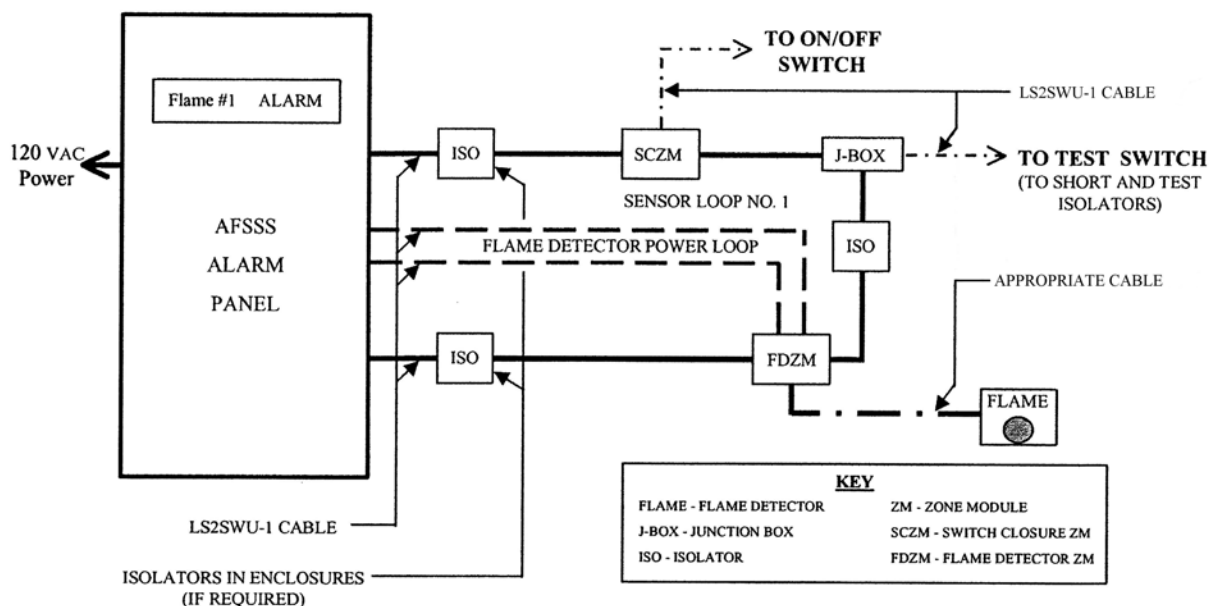 TO ON/OFF
SWITCH
Flame #1 ALARM
LS2SWU-1 CABLE
120 VAC
Power
ISO
SCZM
J-BOX
TO TEST SWITCH
(TO SHORT AND TEST
ISOLATORS)
SENSOR LOOP NO. 1
AFSSS
ALARM
PANEL
FLAME DETECTOR POWER LOOP
ISO
APPROPRIATE CABLE
ISO
FDZM
FLAME
LS2SWU-1 CABLE
ISOLATORS IN ENCLOSURES
(IF REQUIRED)
KEY
FLAME - FLAME DETECTOR
J-BOX - JUNCTION BOX
ISO - ISOLATOR
ZM - ZONE MODULE
SCZM - SWITCH CLOSURE ZM
FDZM - FLAME DETECTOR ZM